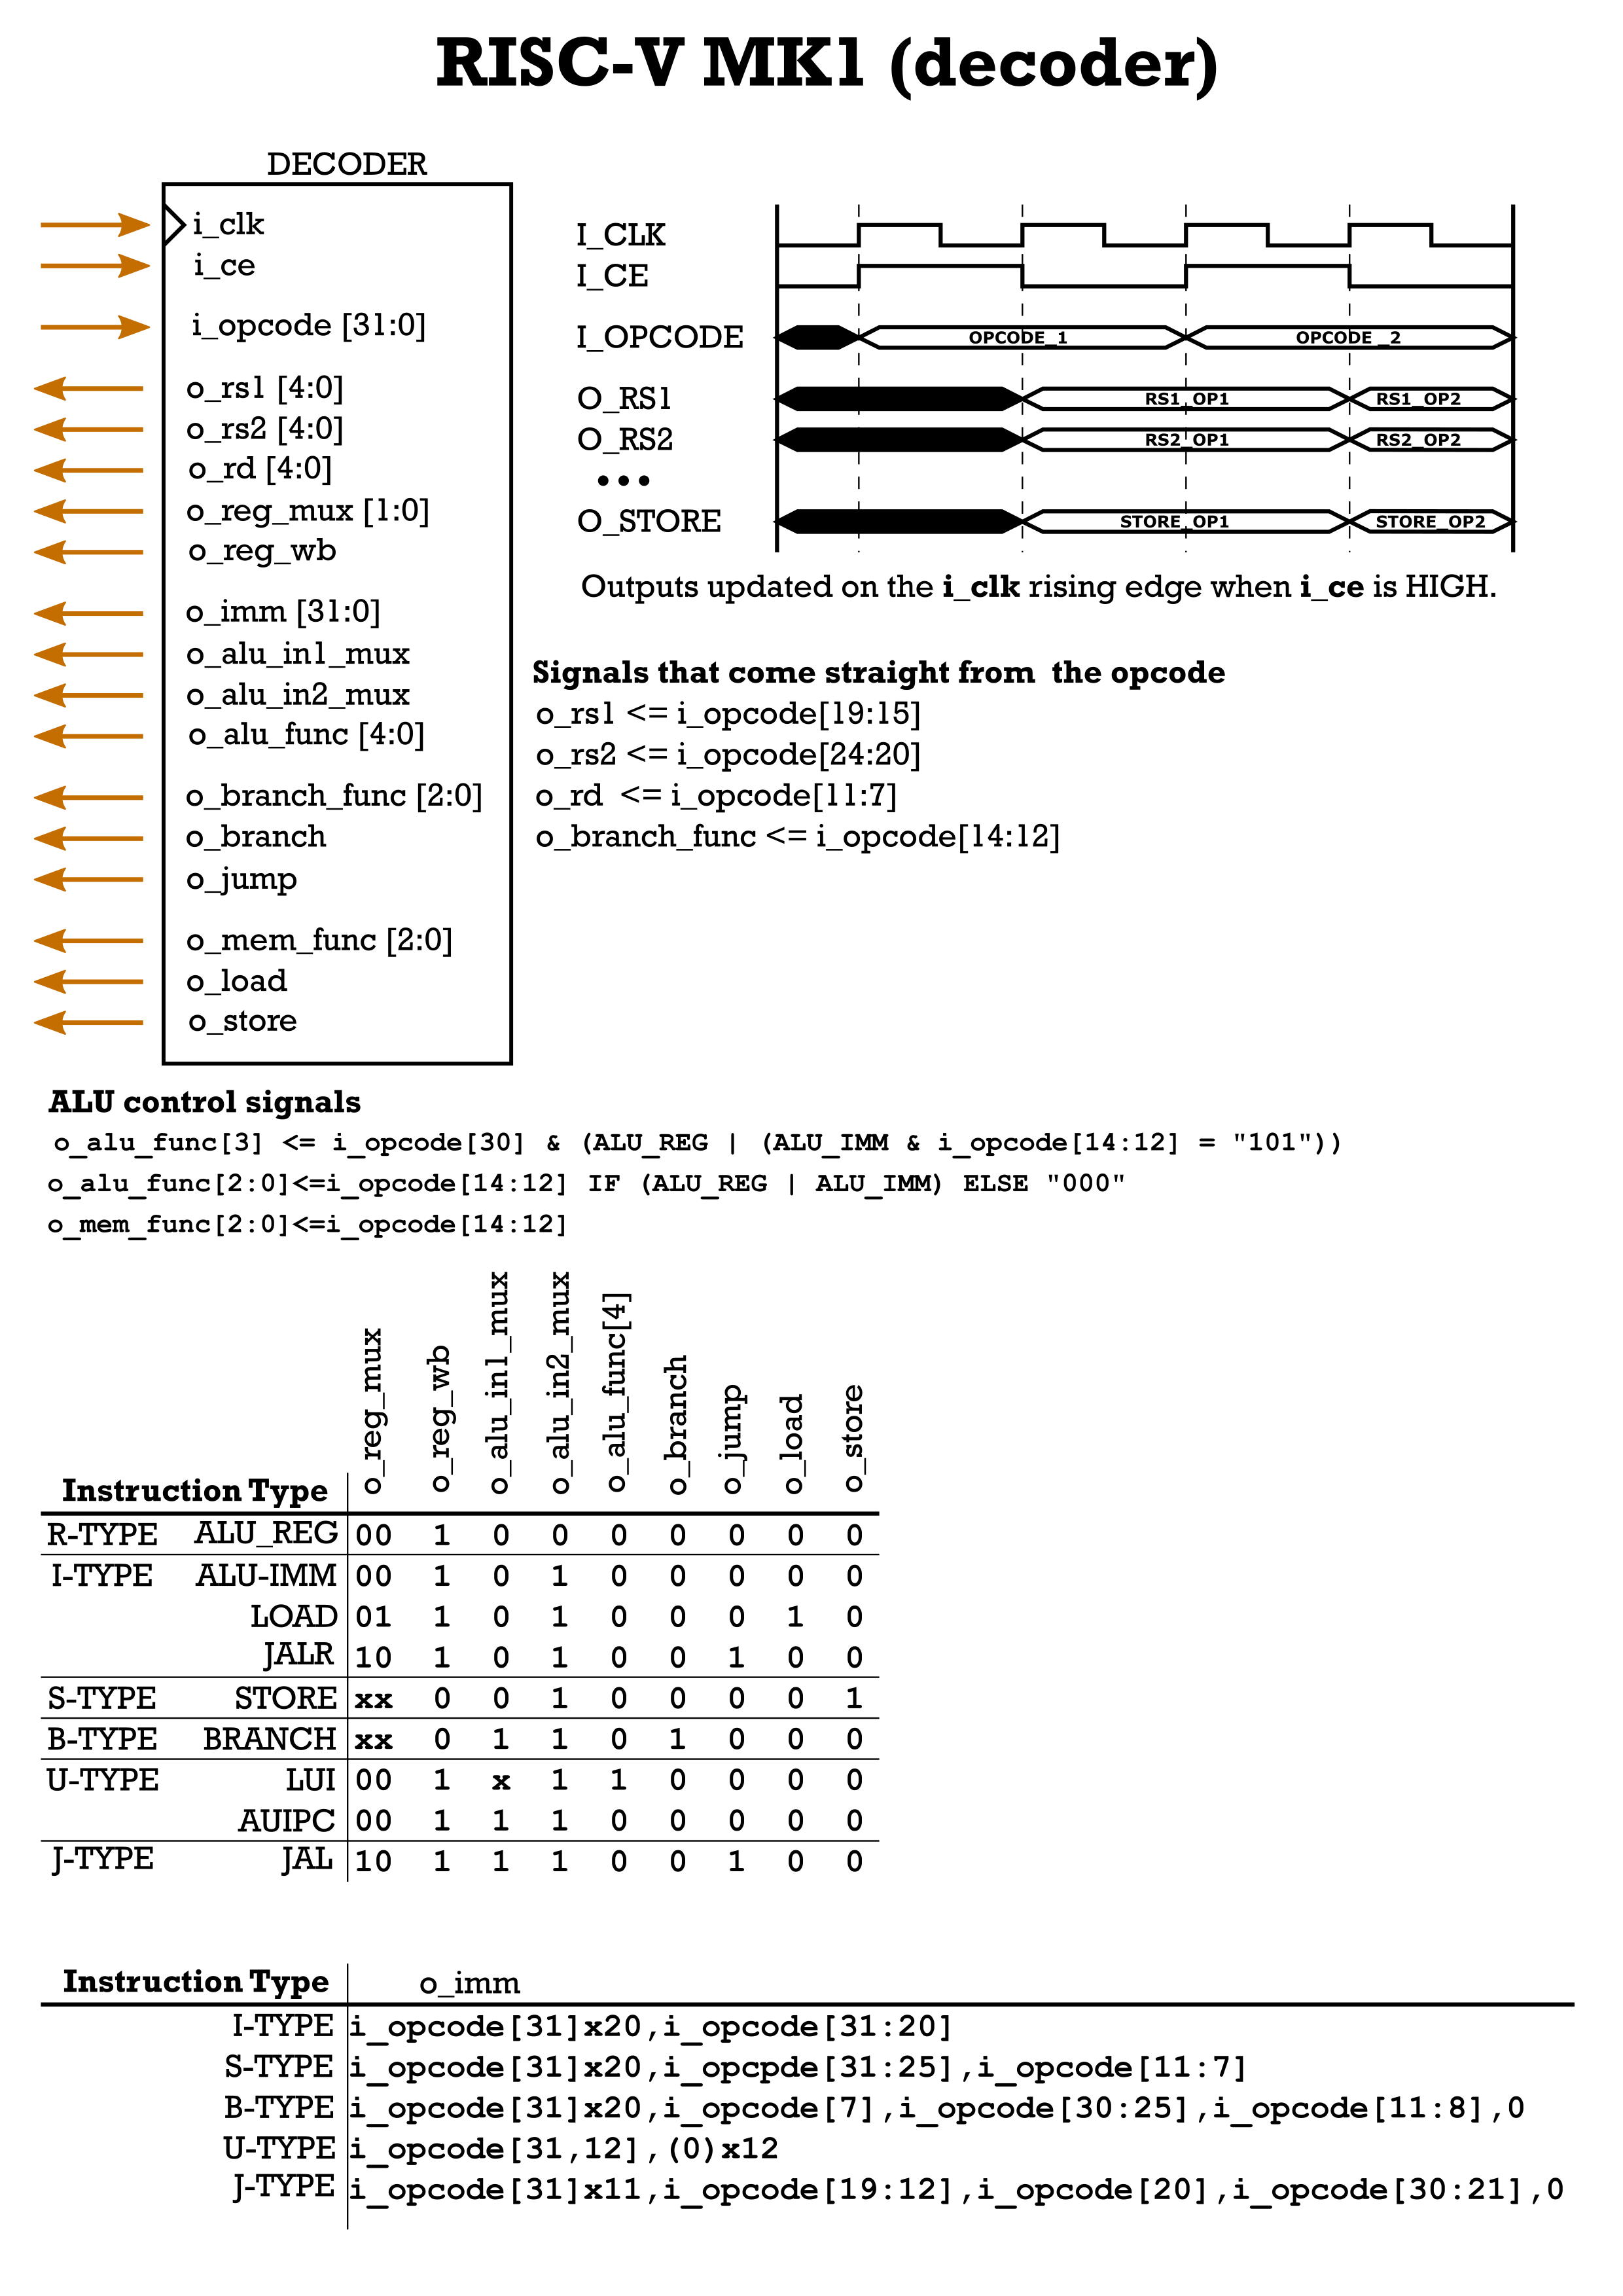 RISC-V MK1 (decoder)
DECODER
i_clk
i_ce
i_opcode [31:0]
o_rs1 [4:0]
o_rs2 [4:0]
o_rd [4:0]
o_reg_mux [1:0]
o_reg_wb
o_imm [31:0]
o_alu_in1_mux
o_alu_in2_mux
o_alu_func [4:0]
o_branch_func [2:0]
o_branch
o_jump
o_mem_func [2:0]
o_load
o_store
I_CLK
I_CE
I_OPCODE OPCODE_1 OPCODE _2
O_RS1 RS1_OP1 RS1_OP2
O_RS2 RS2_OP1 RS2_OP2
...
O_STORE STORE_OP1 STORE_OP2
Outputs updated on the i_clk rising edge when i_ce is HIGH.
Signals that come straight from the opcode
o_rs1 <= i_opcode[19:15]
o_rs2 <= i_opcode[24:20]
o_rd <= i_opcode[11:7]
o_branch_func <= i_opcode[14:12]
ALU control signals
o_alu_func[3] <= i_opcode[30] & (ALU_REG | (ALU_IMM & i_opcode[14:12] = "101"))
o_alu_func[2:0]<=i_opcode[14:12] IF (ALU_REG | ALU_IMM) ELSE "000"
o_mem_func[2:0]<=i_opcode[14:12]
Instruction Type o_reg_mux o_reg_wb o_alu_in1_mux o_alu_in2_mux o_alu_func[4] o_branch o_jump o_load o_store
R-TYPE ALU_REG 00 1 0 0 0 0 0 0 0
I-TYPE ALU-IMM 00 1 0 1 0 0 0 0 0
LOAD 01 1 0 1 0 0 0 1 0
JALR 10 1 0 1 0 0 1 0 0
S-TYPE STORE xx 0 0 1 0 0 0 0 1
B-TYPE BRANCH xx 0 1 1 0 1 0 0 0
U-TYPE LUI 00 1 x 1 1 0 0 0 0
AUIPC 00 1 1 1 0 0 0 0 0
J-TYPE JAL 10 1 1 1 0 0 1 0 0
Instruction Type o_imm
I-TYPE i_opcode[31]x20,i_opcode[31:20]
S-TYPE i_opcode[31]x20,i_opcpde[31:25],i_opcode[11:7]
B-TYPE i_opcode[31]x20,i_opcode[7],i_opcode[30:25],i_opcode[11:8],0
U-TYPE i_opcode[31,12],(0)x12
J-TYPE i_opcode[31]x11,i_opcode[19:12],i_opcode[20],i_opcode[30:21],0